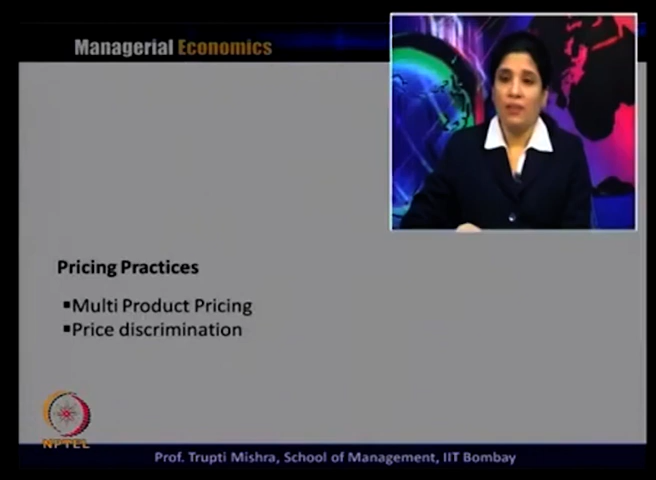 Managerial Economics
Pricing Practices
▪Multi Product Pricing
▪Price discrimination
NPTEL
Prof. Trupti Mishra, School of Management, IIT Bombay